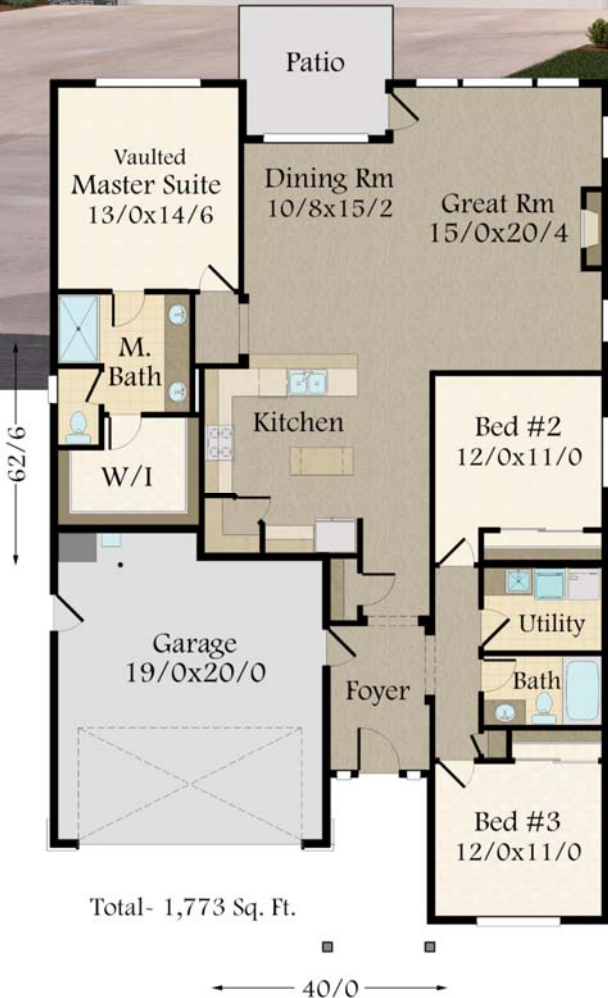 Patio
Vaulted
Master Suite
13/0x14/6
Dining Rm
10/8x15/2
Great Rm
15/0x20/4
M.
Bath
Kitchen
Bed #2
12/0x11/0
W/I
62/6
Utility
Garage
19/0x20/0
Foyer
Bath
Bed #3
12/0x11/0
Total- 1,773 Sq. Ft.
40/0